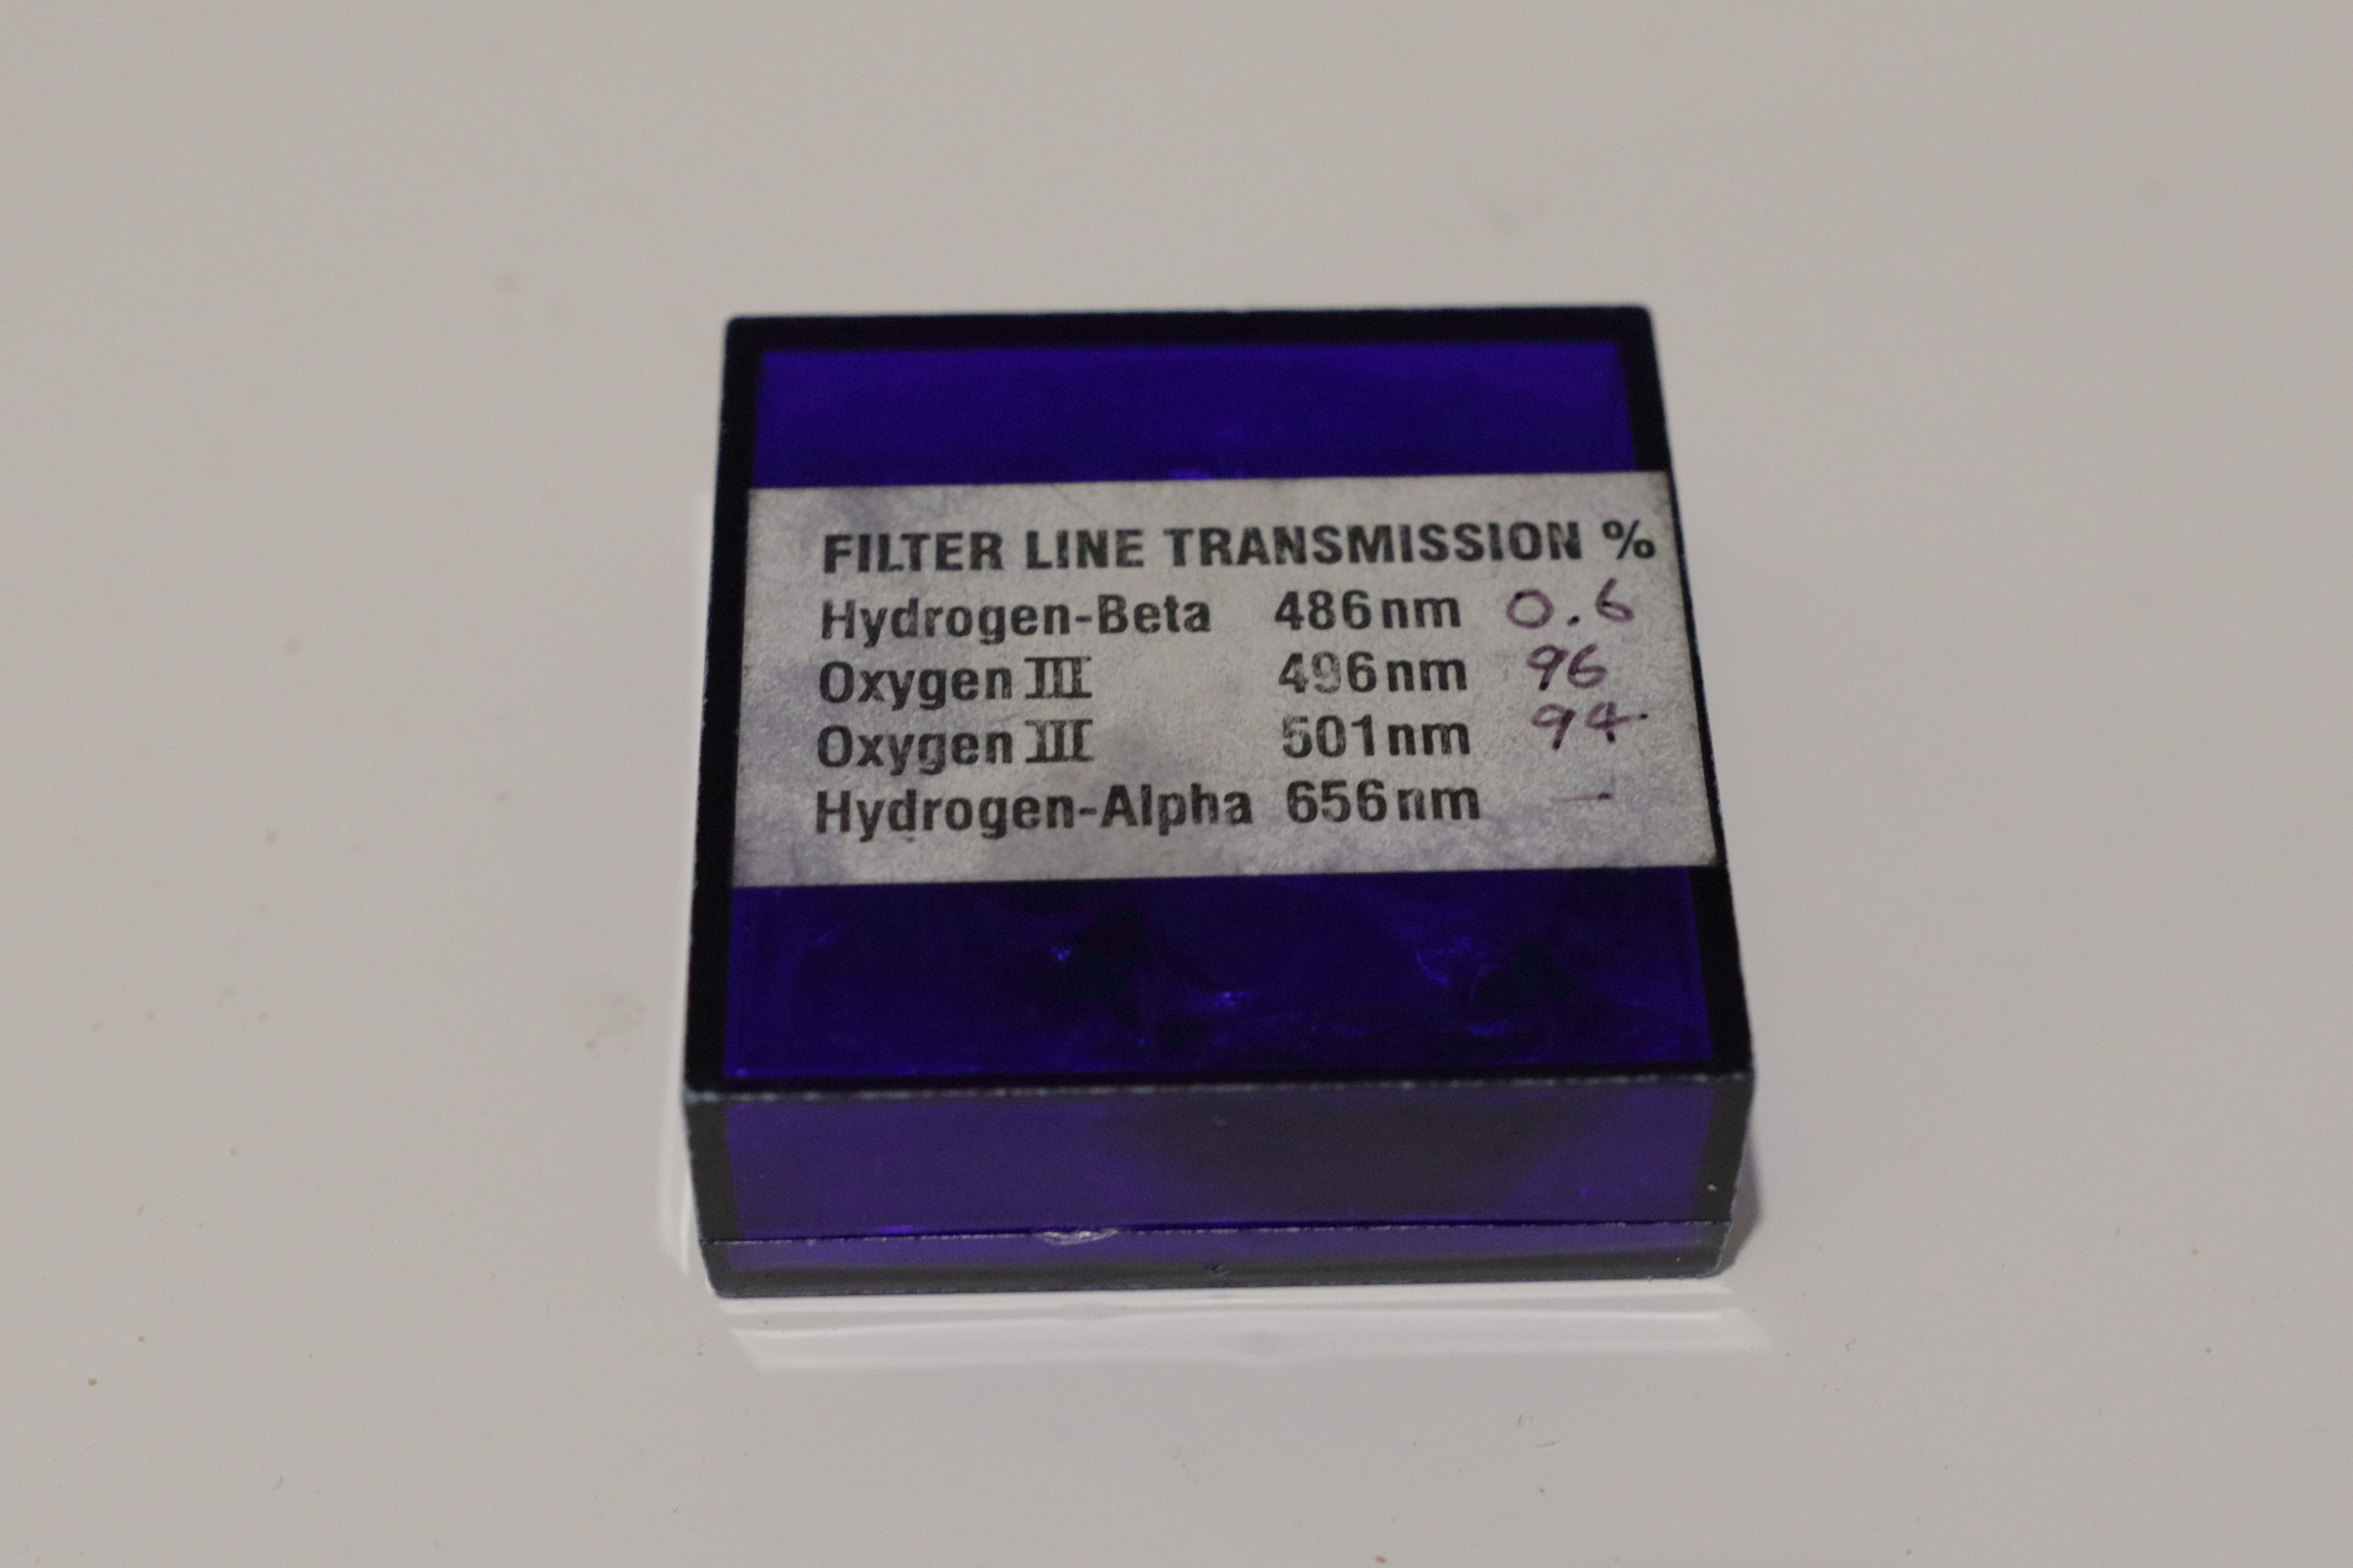 FILTER LINE TRANSMISSION %
Hydrogen-Beta 486nm 0.6
Oxygen III 496nm 96
Oxygen III 501nm 94
Hydrogen-Alpha 656nm —